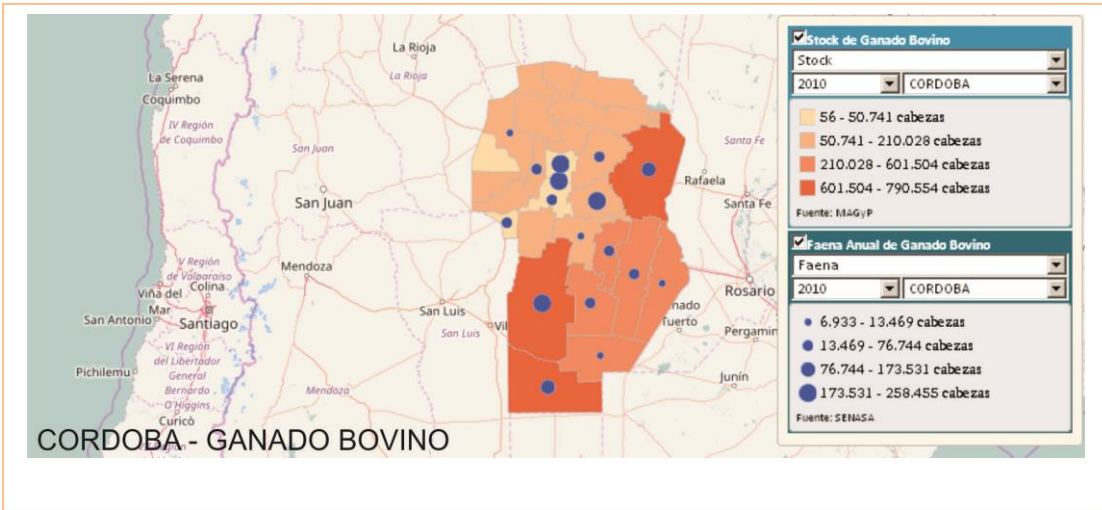 La Rioja
La Rioja
La Serena
Coquimbo
IV Región
de Coquimbo
San Juan
Santa Fe
Rafaela
San Juan
Santa Fe
V Región
de Valparaíso
Mendoza
Viña del
Mar
Colina
Rosario
San Antonio
Santiago
San Luis
San Luis
Vil
nado
Tuerto
Pergamin
VI Región
del Libertador
General
Bernardo
O'Higgins
Pichilemu
Mendoza
Junín
Curicó
CORDOBA - GANADO BOVINO
Stock de Ganado Bovino
Stock
2010 CORDOBA
56 - 50.741 cabezas
50.741 - 210.028 cabezas
210.028 - 601.504 cabezas
601.504 - 790.554 cabezas
Fuente: MAGyP
Faena Anual de Ganado Bovino
Faena
2010 CORDOBA
6.933 - 13.469 cabezas
13.469 - 76.744 cabezas
76.744 - 173.531 cabezas
173.531 - 258.455 cabezas
Fuente: SENASA